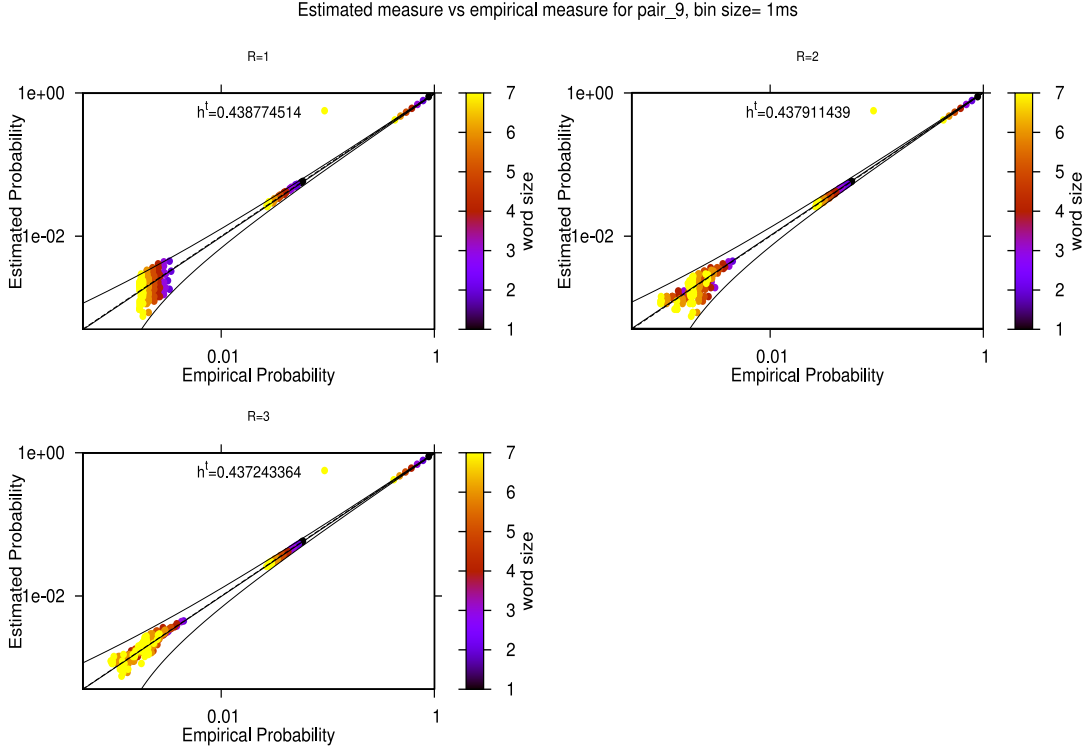 Estimated measure vs empirical measure for pair_9, bin size= 1ms
R=1
1e+00
1e-02
0.01
1
Estimated Probability
Empirical Probability
h^t=0.438774514
7
6
5
4
3
2
1
word size
R=2
1e+00
1e-02
0.01
1
Estimated Probability
Empirical Probability
h^t=0.437911439
7
6
5
4
3
2
1
word size
R=3
1e+00
1e-02
0.01
1
Estimated Probability
Empirical Probability
h^t=0.437243364
7
6
5
4
3
2
1
word size